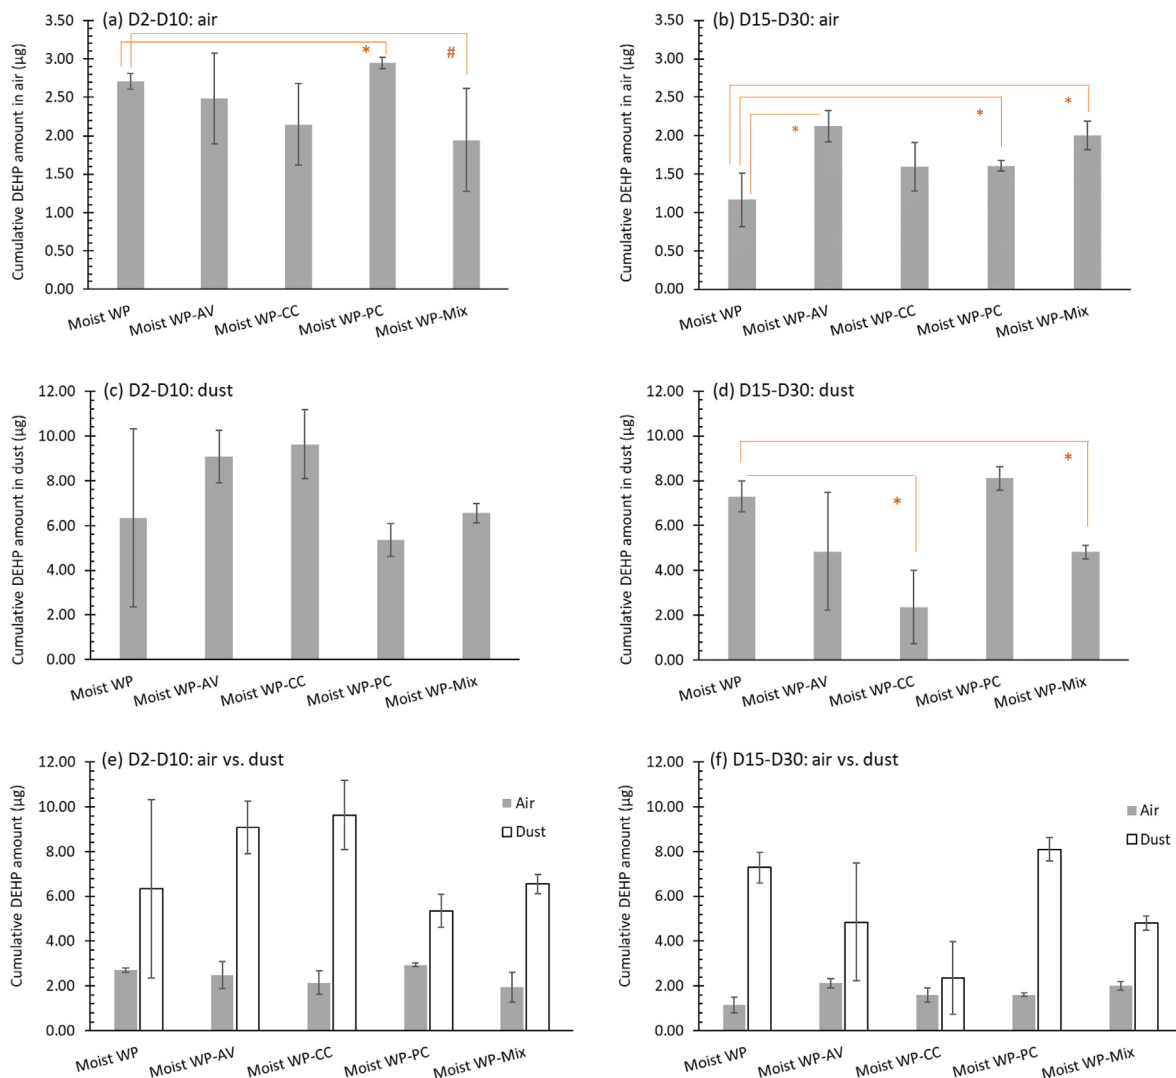 (a) D2-D10: air
Cumulative DEHP amount in air (µg)
3.50
3.00
2.50
2.00
1.50
1.00
0.50
0.00
*
#
Moist WP
Moist WP-AV
Moist WP-CC
Moist WP-PC
Moist WP-Mix
(b) D15-D30: air
Cumulative DEHP amount in air (µg)
3.50
3.00
2.50
2.00
1.50
1.00
0.50
0.00
*
*
*
Moist WP
Moist WP-AV
Moist WP-CC
Moist WP-PC
Moist WP-Mix
(c) D2-D10: dust
Cumulative DEHP amount in dust (µg)
12.00
10.00
8.00
6.00
4.00
2.00
0.00
Moist WP
Moist WP-AV
Moist WP-CC
Moist WP-PC
Moist WP-Mix
(d) D15-D30: dust
Cumulative DEHP amount in dust (µg)
12.00
10.00
8.00
6.00
4.00
2.00
0.00
*
*
Moist WP
Moist WP-AV
Moist WP-CC
Moist WP-PC
Moist WP-Mix
(e) D2-D10: air vs. dust
Cumulative DEHP amount (µg)
12.00
10.00
8.00
6.00
4.00
2.00
0.00
Air
Dust
Moist WP
Moist WP-AV
Moist WP-CC
Moist WP-PC
Moist WP-Mix
(f) D15-D30: air vs. dust
Cumulative DEHP amount (µg)
12.00
10.00
8.00
6.00
4.00
2.00
0.00
Air
Dust
Moist WP
Moist WP-AV
Moist WP-CC
Moist WP-PC
Moist WP-Mix